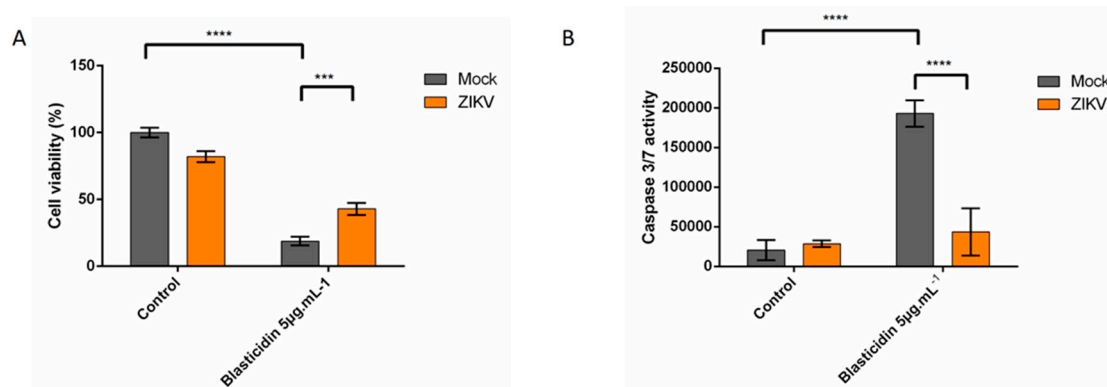 A
Cell viability (%)
150
100
50
0
****
***
Mock
ZIKV
Control
Blasticidin 5µg.mL-1
B
Caspase 3/7 activity
250000
200000
150000
100000
50000
0
****
****
Mock
ZIKV
Control
Blasticidin 5µg.mL⁻¹